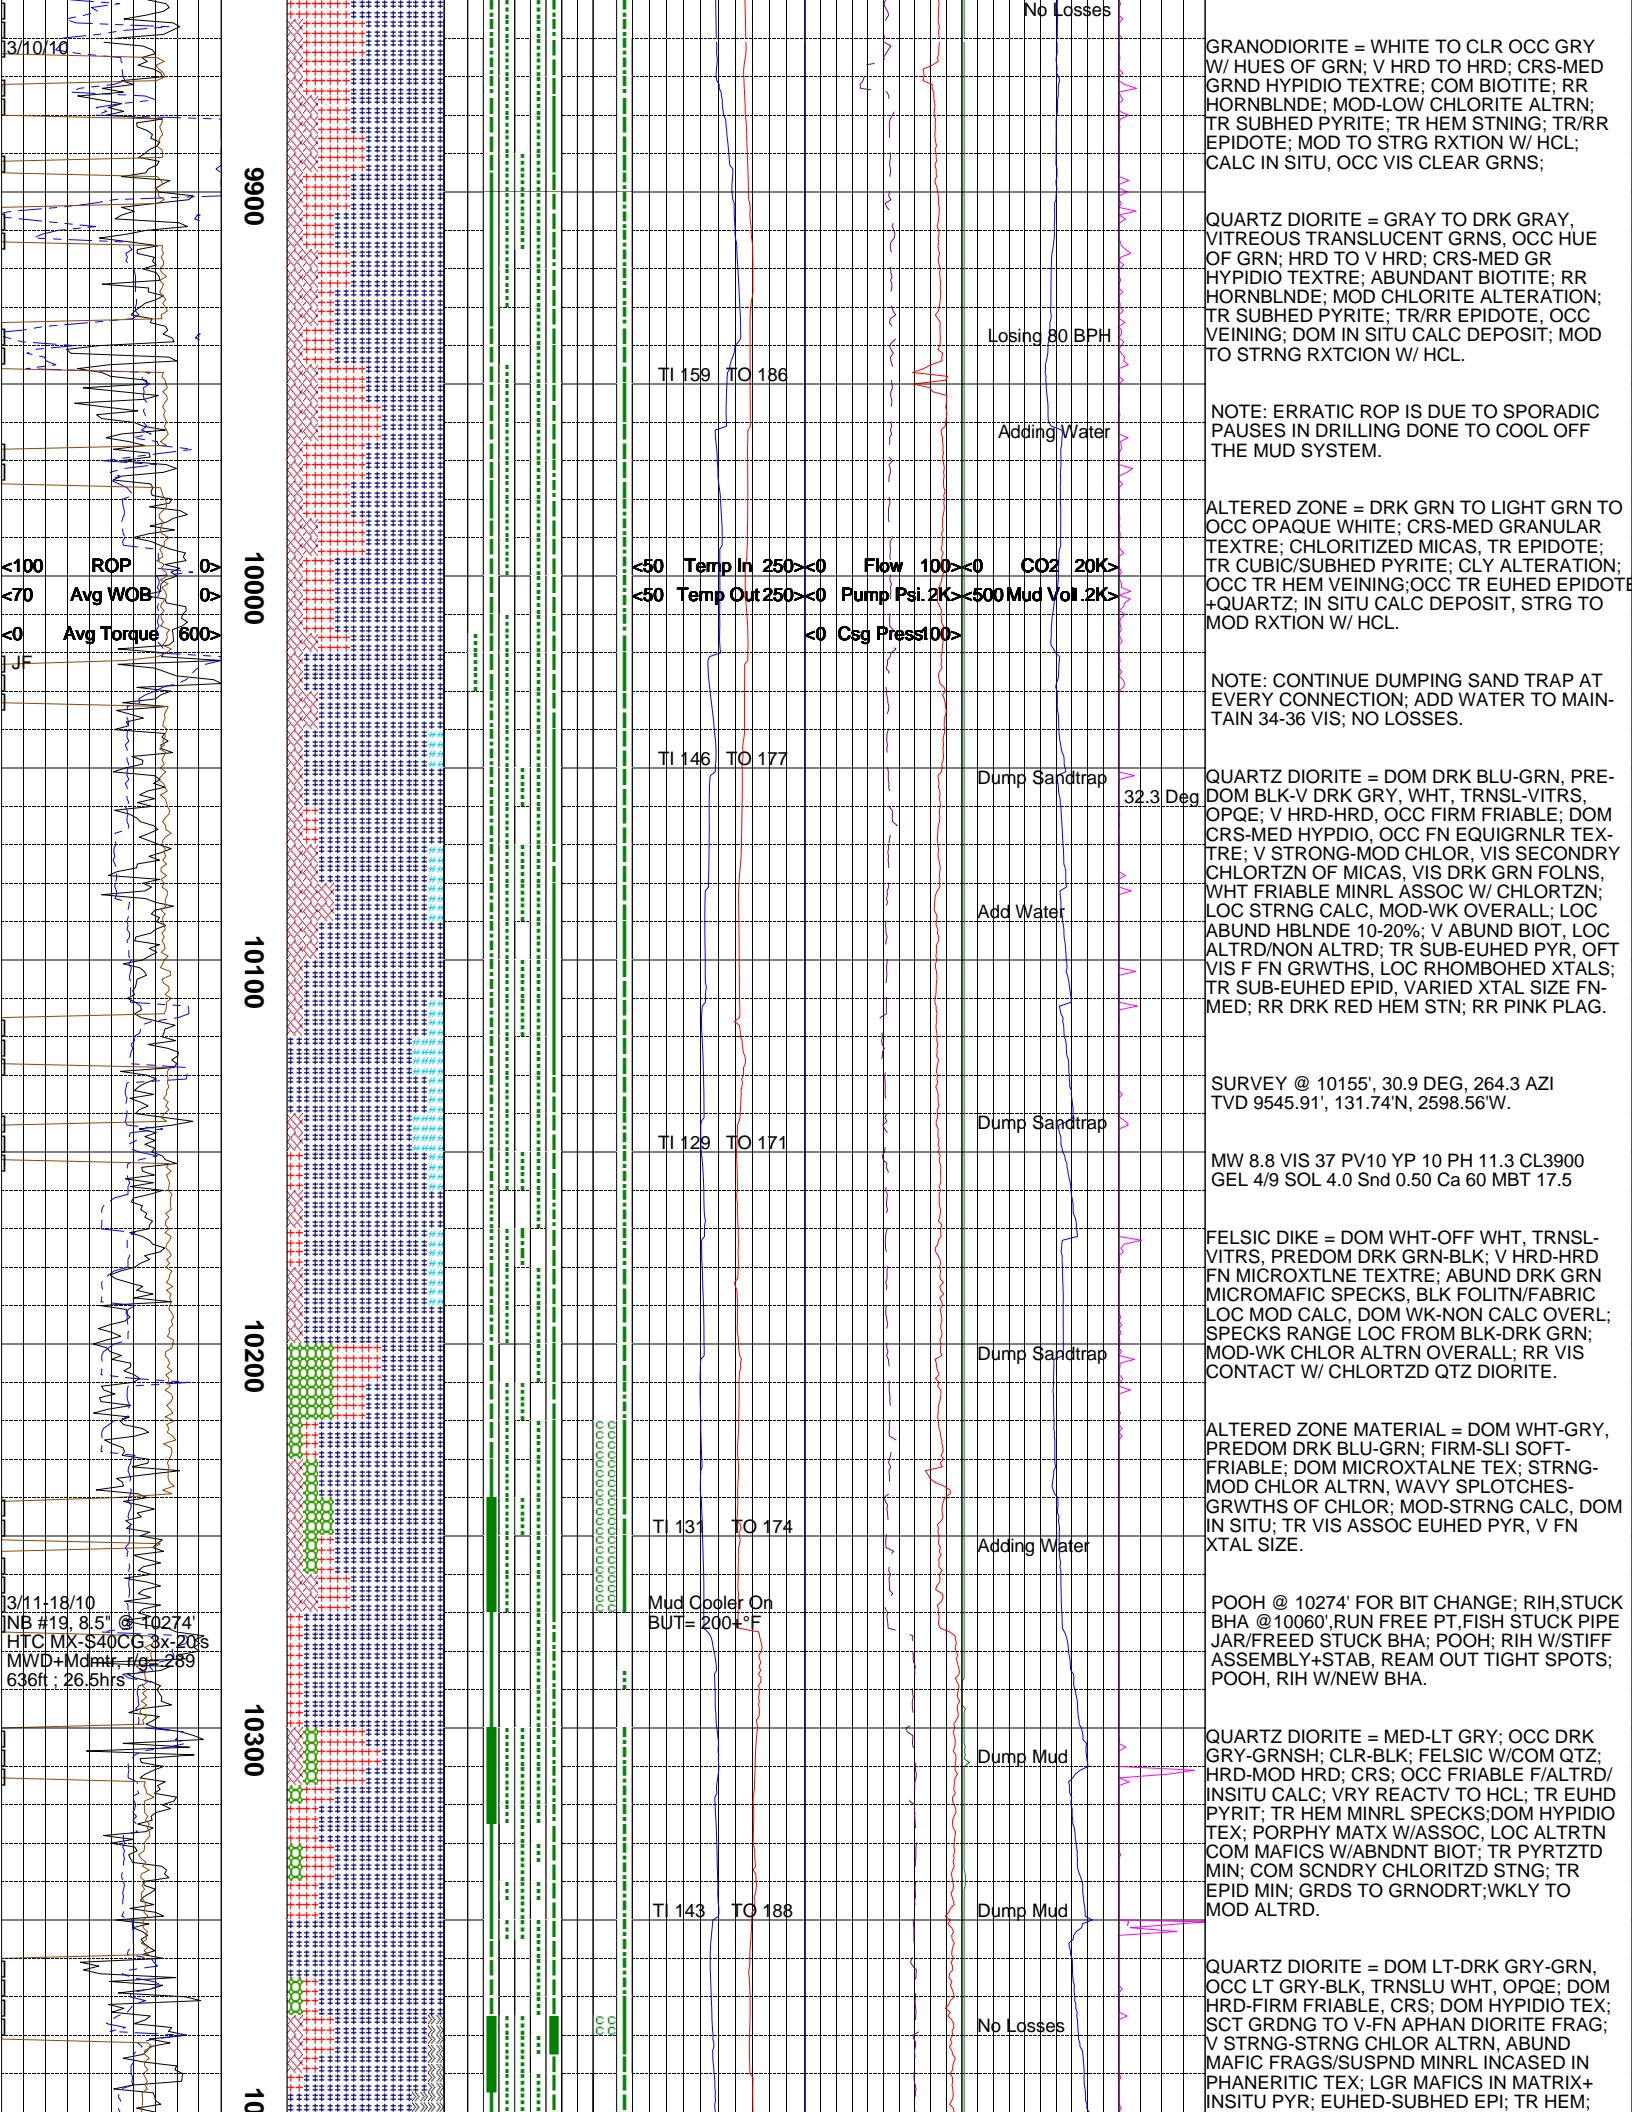 No Losses
3/10/10
GRANODIORITE = WHITE TO CLR OCC GRY
W/ HUES OF GRN; V HRD TO HRD; CRS-MED
GRND HYPIDIO TEXTRE; COM BIOTITE; RR
HORNBLNDE; MOD-LOW CHLORITE ALTRN;
TR SUBHED PYRITE; TR HEM STNING; TR/RR
EPIDOTE; MOD TO STRG RXTION W/ HCL;
CALC IN SITU, OCC VIS CLEAR GRNS;
9900
QUARTZ DIORITE = GRAY TO DRK GRAY,
VITREOUS TRANSLUCENT GRNS, OCC HUE
OF GRN; HRD TO V HRD; CRS-MED GR
HYPIDIO TEXTRE; ABUNDANT BIOTITE; RR
HORNBLNDE; MOD CHLORITE ALTERATION;
TR SUBHED PYRITE; TR/RR EPIDOTE, OCC
VEINING; DOM IN SITU CALC DEPOSIT; MOD
TO STRNG RXTCION W/ HCL.
Losing 80 BPH
TI 159 TO 186
Adding Water
NOTE: ERRATIC ROP IS DUE TO SPORADIC
PAUSES IN DRILLING DONE TO COOL OFF
THE MUD SYSTEM.
ALTERED ZONE = DRK GRN TO LIGHT GRN TO
OCC OPAQUE WHITE; CRS-MED GRANULAR
TEXTRE; CHLORITIZED MICAS, TR EPIDOTE;
TR CUBIC/SUBHED PYRITE; CLY ALTERATION;
OCC TR HEM VEINING;OCC TR EUHED EPIDOTE
+QUARTZ; IN SITU CALC DEPOSIT, STRG TO
MOD RXTION W/ HCL.
<100 ROP 0>
<70 Avg WOB 0>
<0 Avg Torque 600>
10000
<50 Temp In 250>
<50 Temp Out 250>
<0 Flow 100>
<0 Pump Psi. 2K>
<0 Csg Press 100>
<0 CO2 20K>
<500 Mud Vol1.2K>
JF
NOTE: CONTINUE DUMPING SAND TRAP AT
EVERY CONNECTION; ADD WATER TO MAIN-
TAIN 34-36 VIS; NO LOSSES.
TI 146 TO 177
Dump Sandtrap
32.3 Deg
QUARTZ DIORITE = DOM DRK BLU-GRN, PRE-
DOM BLK-V DRK GRY, WHT, TRNSL-VITRS,
OPQE; V HRD-HRD, OCC FIRM FRIABLE; DOM
CRS-MED HYPDIO, OCC FN EQUIGRNLR TEX-
TRE; V STRONG-MOD CHLOR, VIS SECONDRY
CHLORTZN OF MICAS, VIS DRK GRN FOLNS,
WHT FRIABLE MINRL ASSOC W/ CHLORTZN;
LOC STRNG CALC, MOD-WK OVERALL; LOC
ABUND HBLNDE 10-20%; V ABUND BIOT, LOC
ALTRD/NON ALTRD; TR SUB-EUHED PYR, OFT
VIS F FN GRWTHS, LOC RHOMBOHED XTALS;
TR SUB-EUHED EPID, VARIED XTAL SIZE FN-
MED; RR DRK RED HEM STN; RR PINK PLAG.
Add Water
10100
SURVEY @ 10155', 30.9 DEG, 264.3 AZI
TVD 9545.91', 131.74'N, 2598.56'W.
Dump Sandtrap
TI 129 TO 171
MW 8.8 VIS 37 PV10 YP 10 PH 11.3 CL3900
GEL 4/9 SOL 4.0 Snd 0.50 Ca 60 MBT 17.5
FELSIC DIKE = DOM WHT-OFF WHT, TRNSL-
VITRS, PREDOM DRK GRN-BLK; V HRD-HRD
FN MICROXTLNE TEXTRE; ABUND DRK GRN
MICROMAFIC SPECKS, BLK FOLITN/FABRIC
LOC MOD CALC, DOM WK-NON CALC OVERL;
SPECKS RANGE LOC FROM BLK-DRK GRN;
MOD-WK CHLOR ALTRN OVERALL; RR VIS
CONTACT W/ CHLORTZD QTZ DIORITE.
10200
Dump Sandtrap
ALTERED ZONE MATERIAL = DOM WHT-GRY,
PREDOM DRK BLU-GRN; FIRM-SLI SOFT-
FRIABLE; DOM MICROXTALNE TEX; STRNG-
MOD CHLOR ALTRN, WAVY SPLOTCHES-
GRWTHS OF CHLOR; MOD-STRNG CALC, DOM
IN SITU; TR VIS ASSOC EUHED PYR, V FN
XTAL SIZE.
TI 131 TO 174
Adding Water
3/11-18/10
NB #19, 8.5" @ 10274'
HTC MX-S40CG 3x-20's
MWD+Mdmtr, r/g=.289
636ft ; 26.5hrs
Mud Cooler On
BUT= 200+°F
POOH @ 10274' FOR BIT CHANGE; RIH,STUCK
BHA @10060',RUN FREE PT,FISH STUCK PIPE
JAR/FREED STUCK BHA; POOH; RIH W/STIFF
ASSEMBLY+STAB, REAM OUT TIGHT SPOTS;
POOH, RIH W/NEW BHA.
10300
Dump Mud
QUARTZ DIORITE = MED-LT GRY; OCC DRK
GRY-GRNSH; CLR-BLK; FELSIC W/COM QTZ;
HRD-MOD HRD; CRS; OCC FRIABLE F/ALTRD/
INSITU CALC; VRY REACTV TO HCL; TR EUHD
PYRIT; TR HEM MINRL SPECKS;DOM HYPIDIO
TEX; PORPHY MATX W/ASSOC, LOC ALTRTN
COM MAFICS W/ABNDNT BIOT; TR PYRTZTD
MIN; COM SCNDRY CHLORITZD STNG; TR
EPID MIN; GRDS TO GRNODRT;WKLY TO
MOD ALTRD.
TI 143 TO 188
Dump Mud
QUARTZ DIORITE = DOM LT-DRK GRY-GRN,
OCC LT GRY-BLK, TRNSLU WHT, OPQE; DOM
HRD-FIRM FRIABLE, CRS; DOM HYPIDIO TEX;
SCT GRDNG TO V-FN APHAN DIORITE FRAG;
V STRNG-STRNG CHLOR ALTRN, ABUND
MAFIC FRAGS/SUSPND MINRL INCASED IN
PHANERITIC TEX; LGR MAFICS IN MATRIX+
INSITU PYR; EUHED-SUBHED EPI; TR HEM;
No Losses